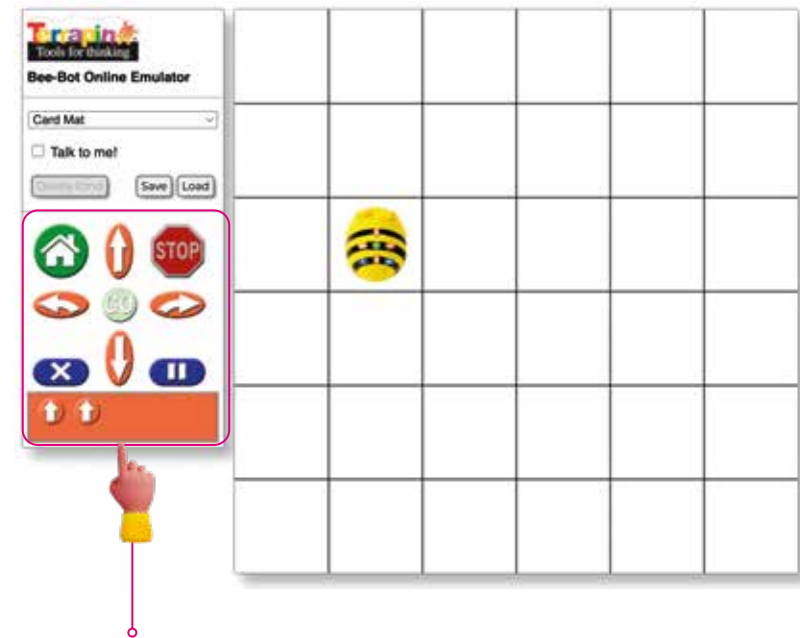 Terrapin
Tools for thinking
Bee-Bot Online Emulator
Card Mat
Talk to me!
Save Load
STOP
GO